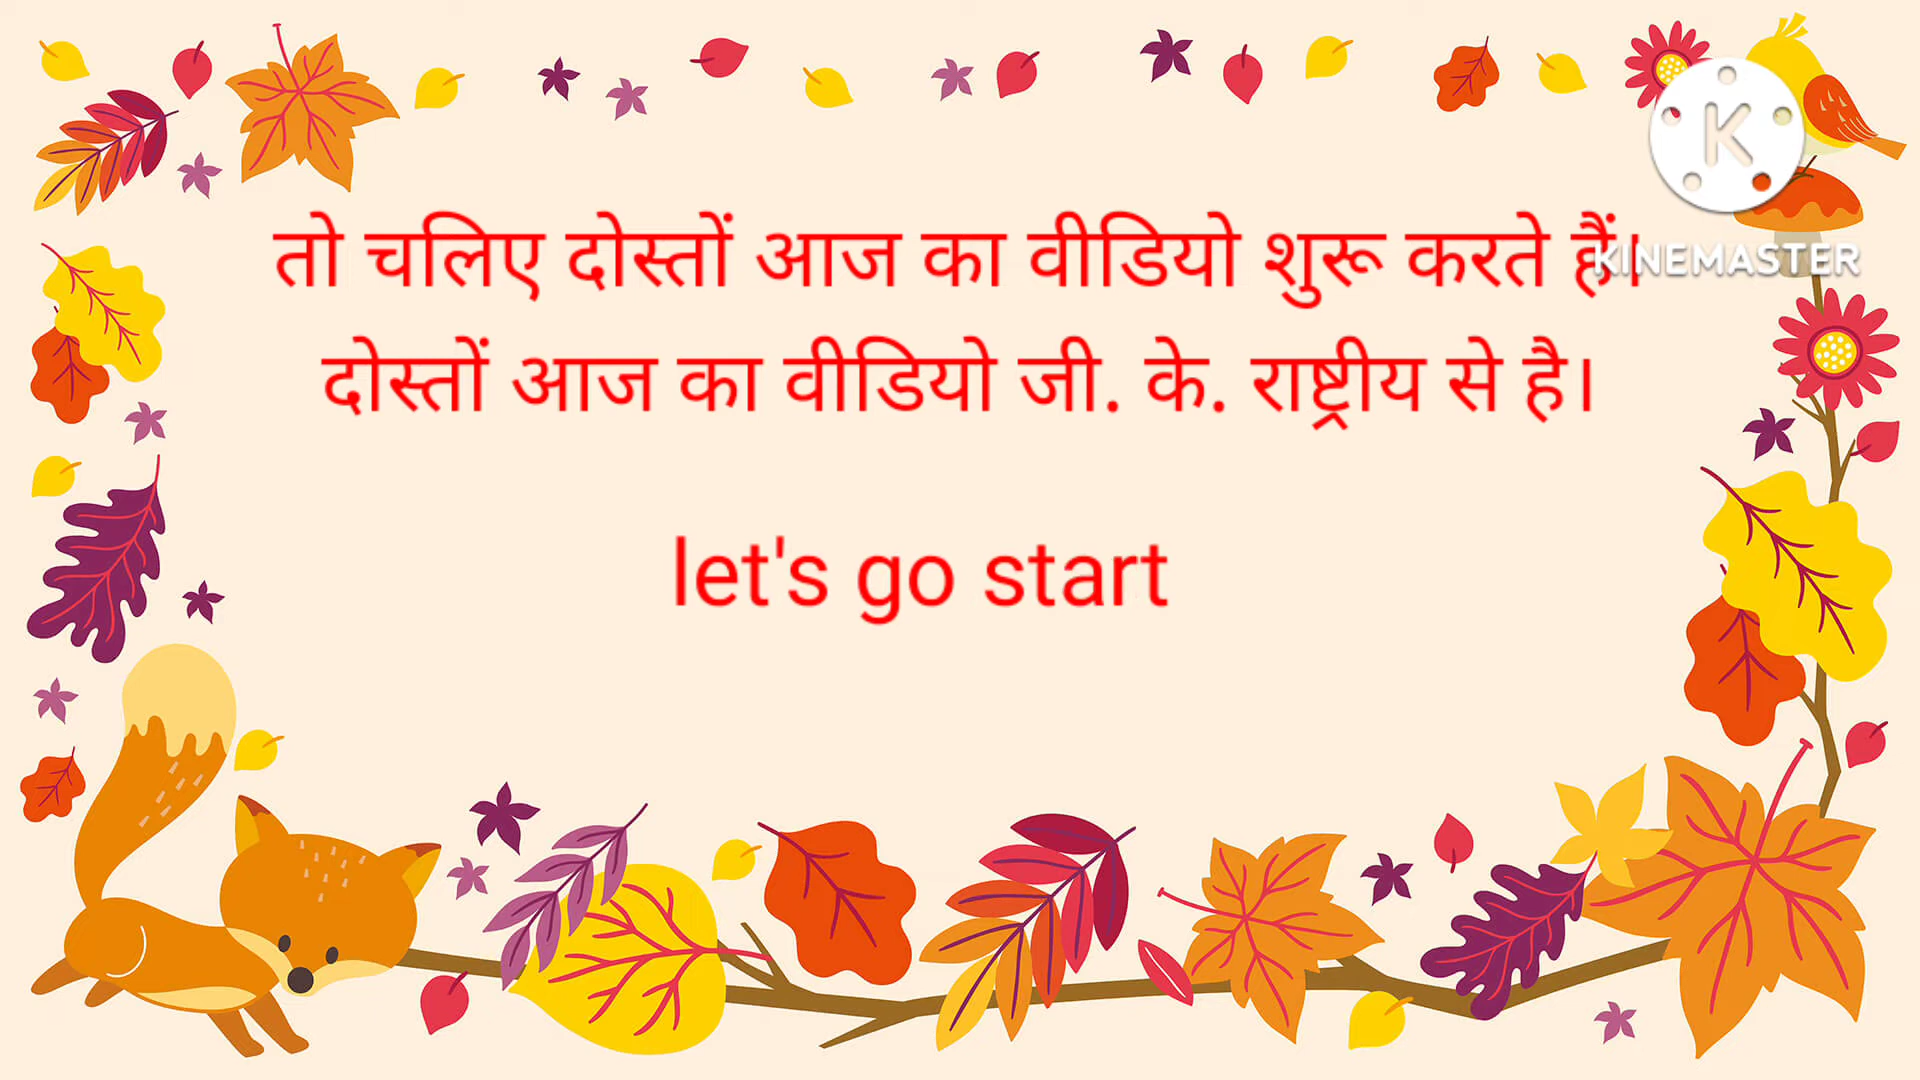 तो चलिए दोस्तों आज का वीडियो शुरू करते हैं।
दोस्तों आज का वीडियो जी. के. राष्ट्रीय से है।
let's go start
K
KINEMASTER